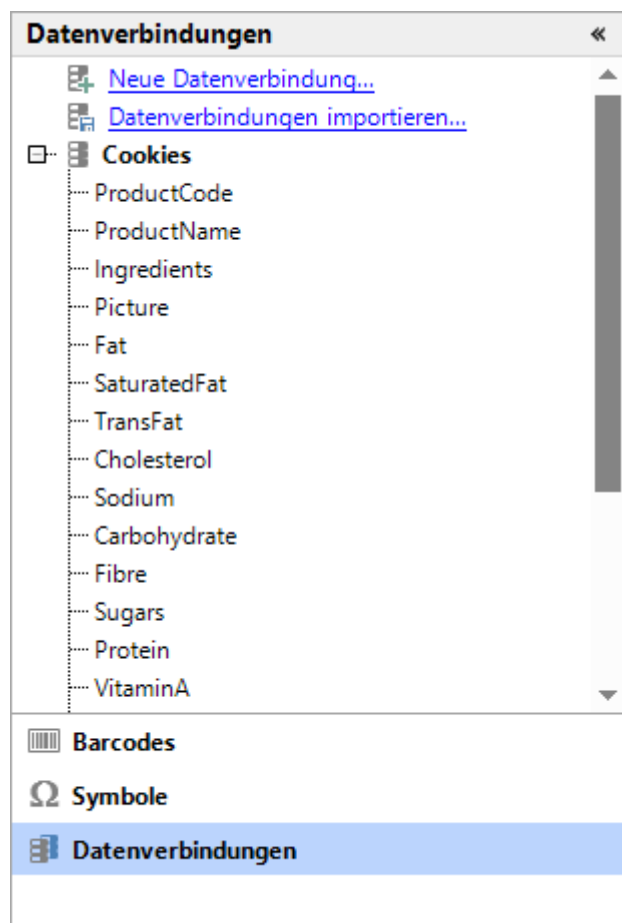 Datenverbindungen
Neue Datenverbindung...
Datenverbindungen importieren...
Cookies
ProductCode
ProductName
Ingredients
Picture
Fat
SaturatedFat
TransFat
Cholesterol
Sodium
Carbohydrate
Fibre
Sugars
Protein
VitaminA
Barcodes
Symbole
Datenverbindungen